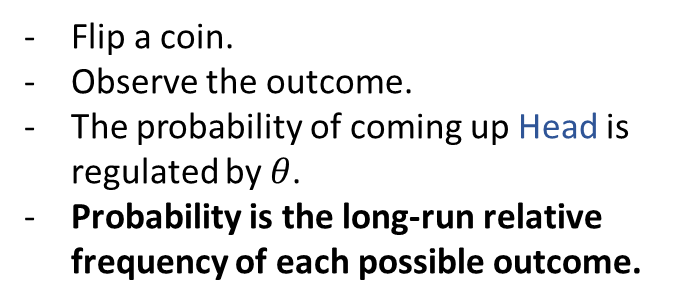 - Flip a coin.
- Observe the outcome.
- The probability of coming up Head is
regulated by θ.
- Probability is the long-run relative
frequency of each possible outcome.